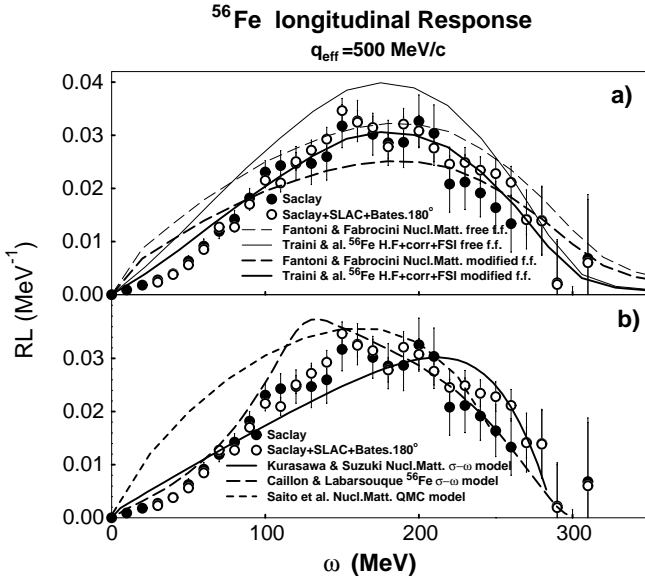 ⁵⁶Fe longitudinal Response
q_eff =500 MeV/c
RL (MeV⁻¹)
0.04
0.03
0.02
0.01
0.00
a)
Saclay
Saclay+SLAC+Bates.180°
Fantoni & Fabrocini Nucl.Matt. free f.f.
Traini & al. ⁵⁶Fe H.F+corr+FSI free f.f.
Fantoni & Fabrocini Nucl.Matt. modified f.f.
Traini & al. ⁵⁶Fe H.F+corr+FSI modified f.f.
0.03
0.02
0.01
0.00
b)
Saclay
Saclay+SLAC+Bates.180°
Kurasawa & Suzuki Nucl.Matt. σ−ω model
Caillon & Labarsouque ⁵⁶Fe σ−ω model
Saito et al. Nucl.Matt. QMC model
0 100 200 300
ω (MeV)